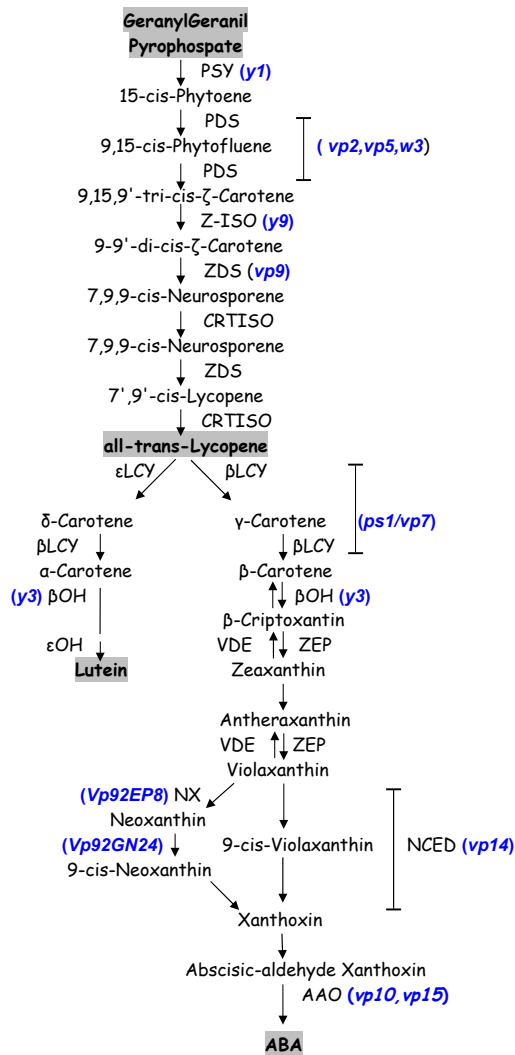 GeranylGeranil
Pyrophospate
PSY (y1)
15-cis-Phytoene
PDS
9,15-cis-Phytofluene
( vp2,vp5,w3)
PDS
9,15,9'-tri-cis-ζ-Carotene
Z-ISO (y9)
9-9'-di-cis-ζ-Carotene
ZDS (vp9)
7,9,9-cis-Neurosporene
CRTISO
7,9,9-cis-Neurosporene
ZDS
7',9'-cis-Lycopene
CRTISO
all-trans-Lycopene
εLCY βLCY
δ-Carotene γ-Carotene (ps1/vp7)
βLCY βLCY
α-Carotene β-Carotene
(y3) βOH βOH (y3)
β-Criptoxantin
εOH VDE ZEP
Lutein Zeaxanthin
Antheraxanthin
VDE ZEP
Violaxanthin
(Vp92EP8) NX
Neoxanthin
(Vp92GN24) 9-cis-Violaxanthin NCED (vp14)
9-cis-Neoxanthin
Xanthoxin
Abscisic-aldehyde Xanthoxin
AAO (vp10,vp15)
ABA